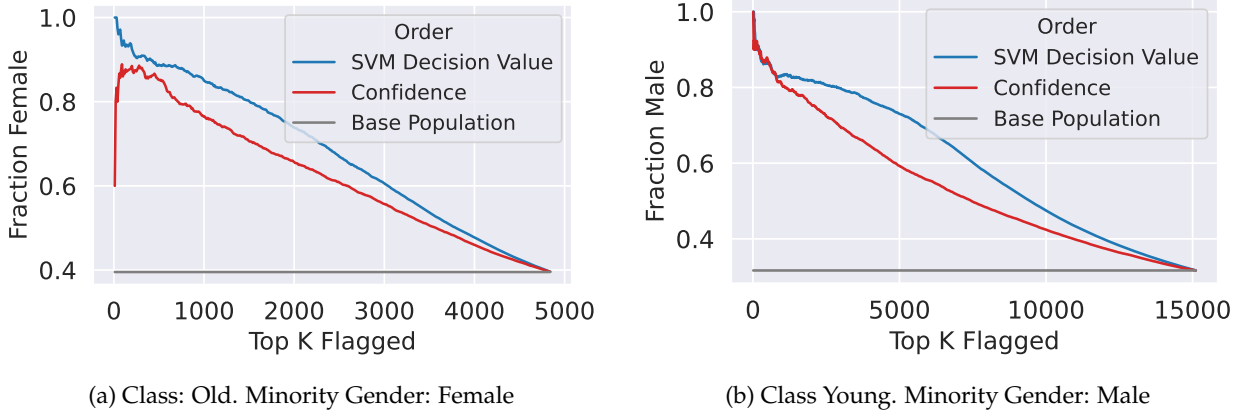 Fraction Female
1.0
0.8
0.6
0.4
Order
SVM Decision Value
Confidence
Base Population
0 1000 2000 3000 4000 5000
Top K Flagged
(a) Class: Old. Minority Gender: Female
Fraction Male
1.0
0.8
0.6
0.4
Order
SVM Decision Value
Confidence
Base Population
0 5000 10000 15000
Top K Flagged
(b) Class Young. Minority Gender: Male